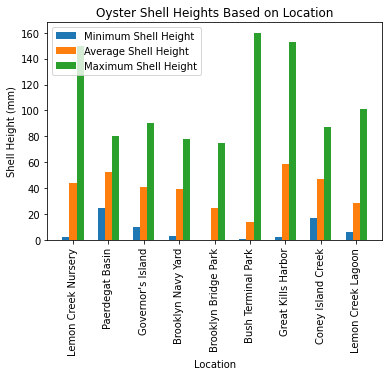 Oyster Shell Heights Based on Location
Minimum Shell Height
Average Shell Height
Maximum Shell Height
Shell Height (mm)
160
140
120
100
80
60
40
20
0
Lemon Creek Nursery
Paerdegat Basin
Governor's Island
Brooklyn Navy Yard
Brooklyn Bridge Park
Bush Terminal Park
Great Kills Harbor
Coney Island Creek
Lemon Creek Lagoon
Location